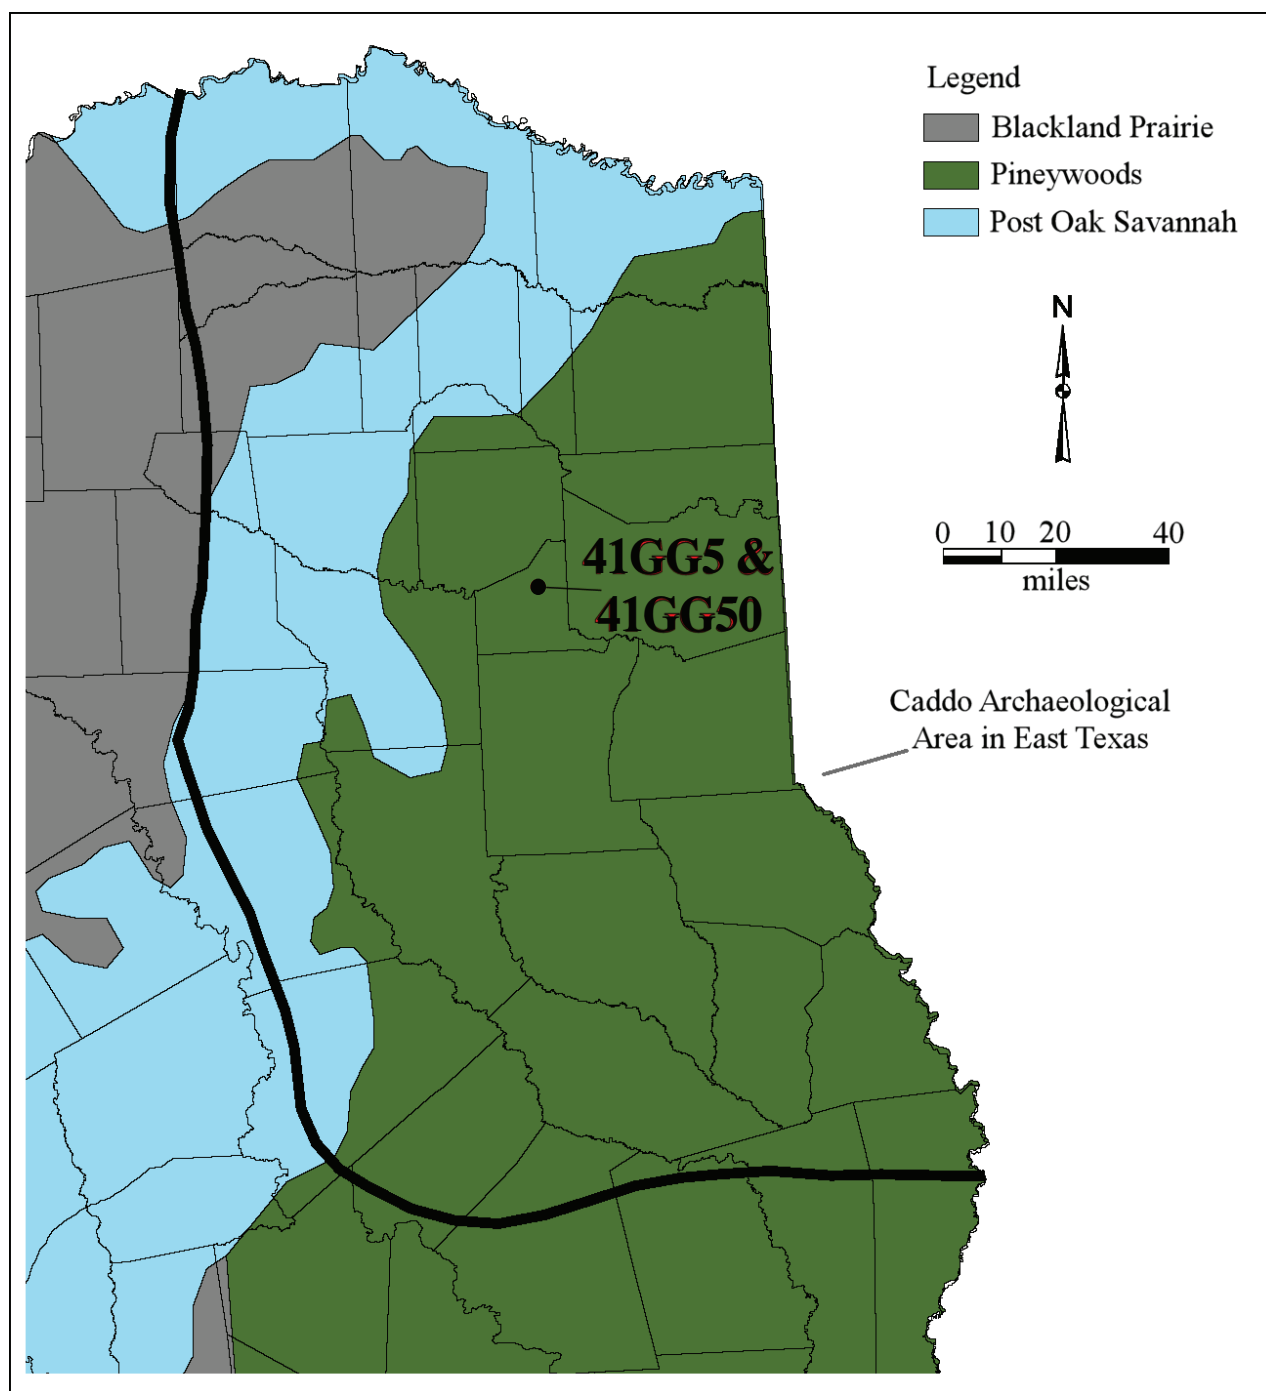 Legend
Blackland Prairie
Pineywoods
Post Oak Savannah
N
0 10 20 40
miles
41GG5 &
41GG50
Caddo Archaeological
Area in East Texas